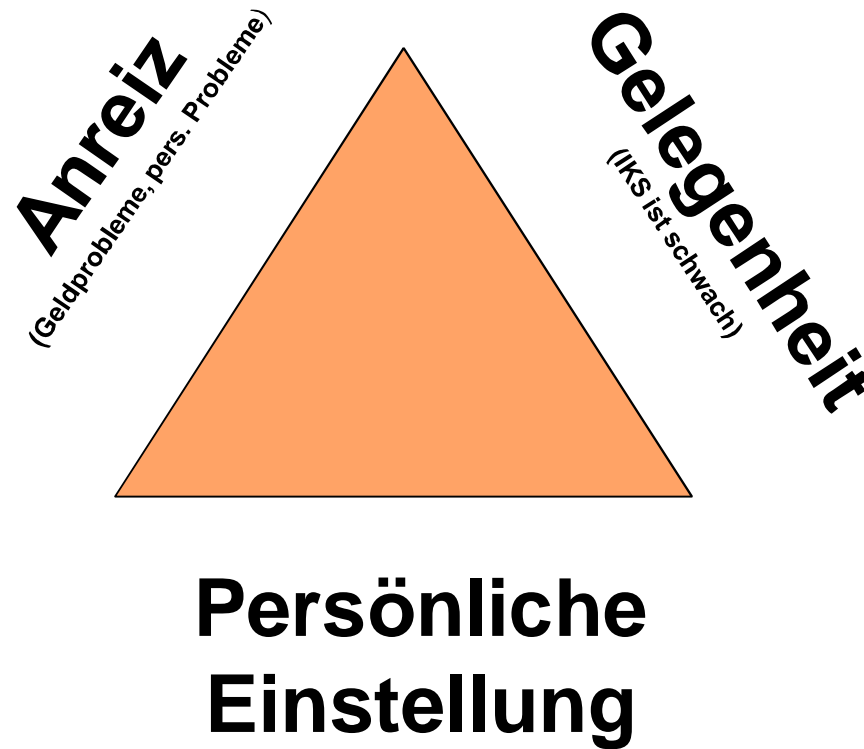 Anreiz
(Geldprobleme, pers. Probleme)
Gelegenheit
(IKS ist schwach)
Persönliche
Einstellung